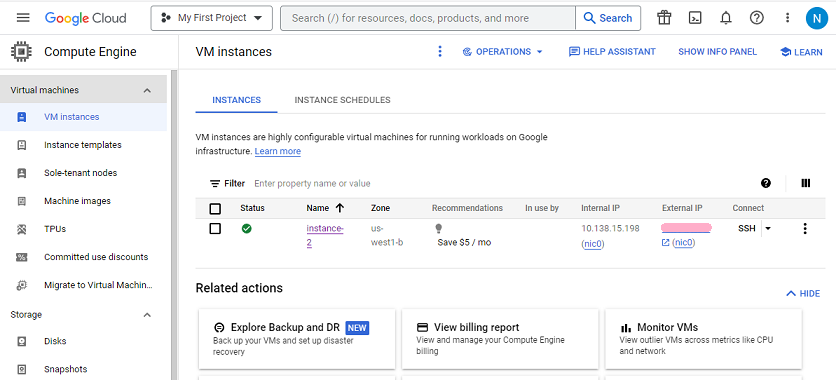 Google Cloud
My First Project
Search (/) for resources, docs, products, and more
Search
N
Compute Engine
VM instances
OPERATIONS
HELP ASSISTANT
SHOW INFO PANEL
LEARN
Virtual machines
VM instances
Instance templates
Sole-tenant nodes
Machine images
TPUs
Committed use discounts
Migrate to Virtual Machin...
Storage
Disks
Snapshots
INSTANCES
INSTANCE SCHEDULES
VM instances are highly configurable virtual machines for running workloads on Google
infrastructure. Learn more
Filter Enter property name or value
Status Name Zone Recommendations In use by Internal IP External IP Connect
instance-
2
us-
west1-b
Save $5 / mo
10.138.15.198
(nic0)
(nic0)
SSH
Related actions
HIDE
Explore Backup and DR NEW
Back up your VMs and set up disaster
recovery
View billing report
View and manage your Compute Engine
billing
Monitor VMs
View outlier VMs across metrics like CPU
and network